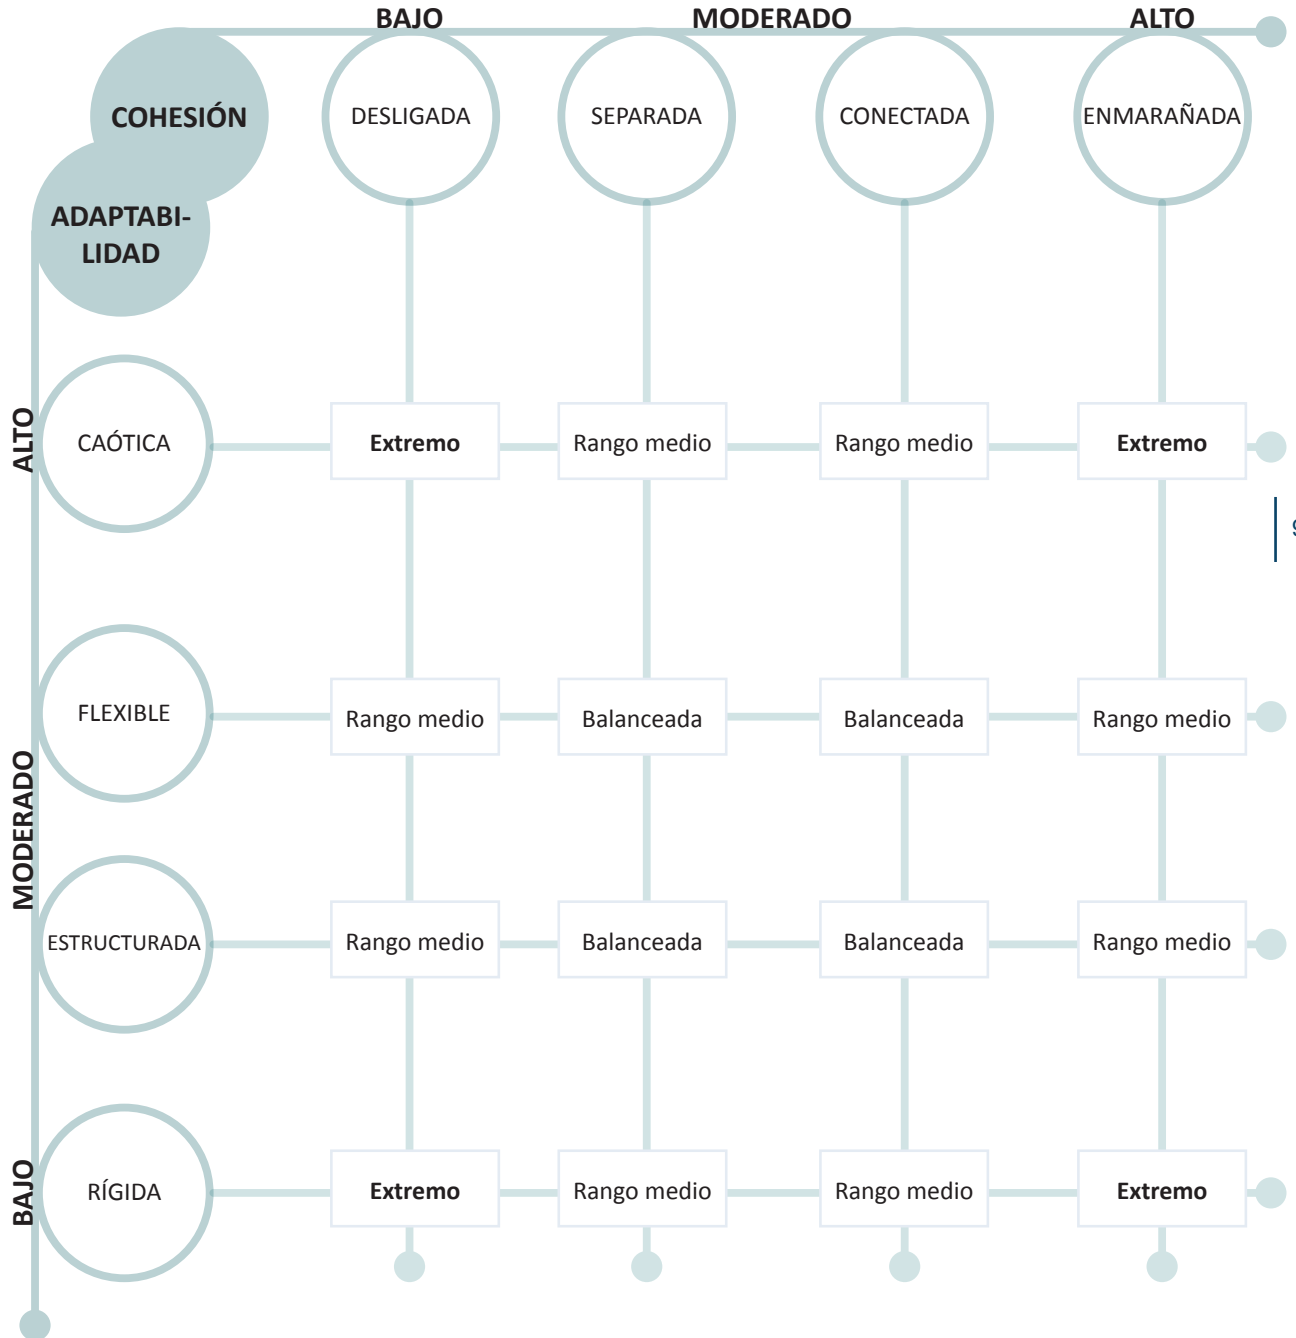 BAJO MODERADO ALTO
COHESIÓN DESLIGADA SEPARADA CONECTADA ENMARAÑADA
ADAPTABI-
LIDAD
ALTO
CAÓTICA Extremo Rango medio Rango medio Extremo
FLEXIBLE Rango medio Balanceada Balanceada Rango medio
MODERADO
ESTRUCTURADA Rango medio Balanceada Balanceada Rango medio
BAJO
RÍGIDA Extremo Rango medio Rango medio Extremo